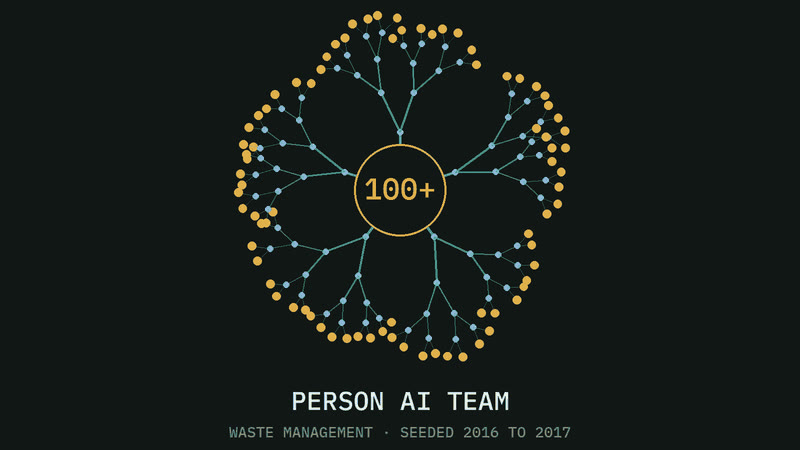 100+
PERSON AI TEAM
WASTE MANAGEMENT · SEEDED 2016 TO 2017